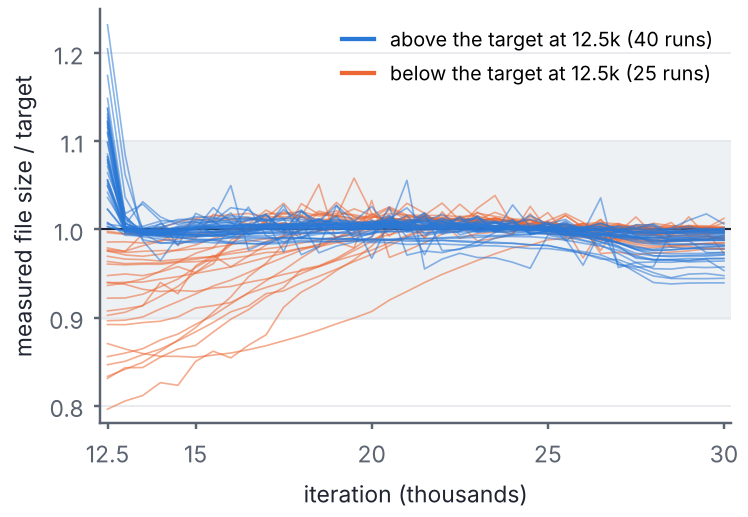 above the target at 12.5k (40 runs)
below the target at 12.5k (25 runs)
measured file size / target
1.2
1.1
1.0
0.9
0.8
12.5
15
20
25
30
iteration (thousands)